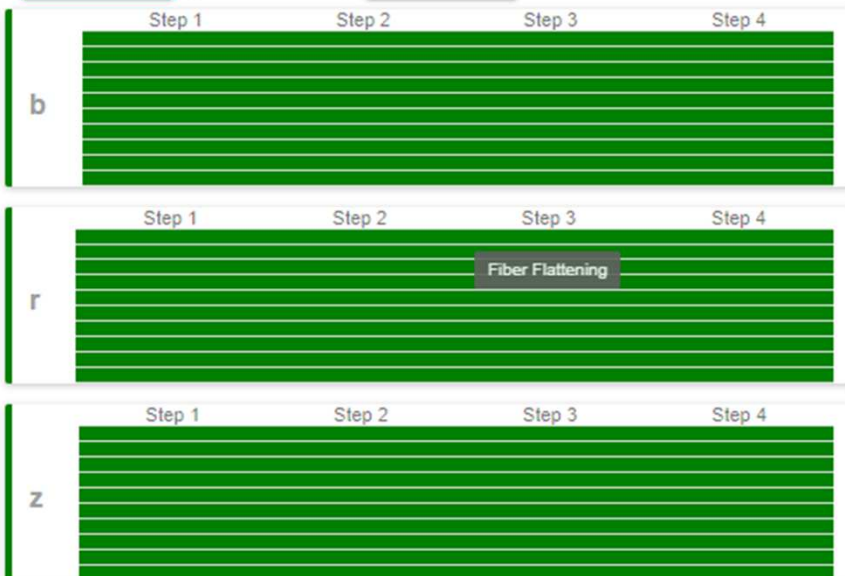 Step 1 Step 2 Step 3 Step 4
b
Step 1 Step 2 Step 3 Step 4
Fiber Flattening
r
Step 1 Step 2 Step 3 Step 4
z